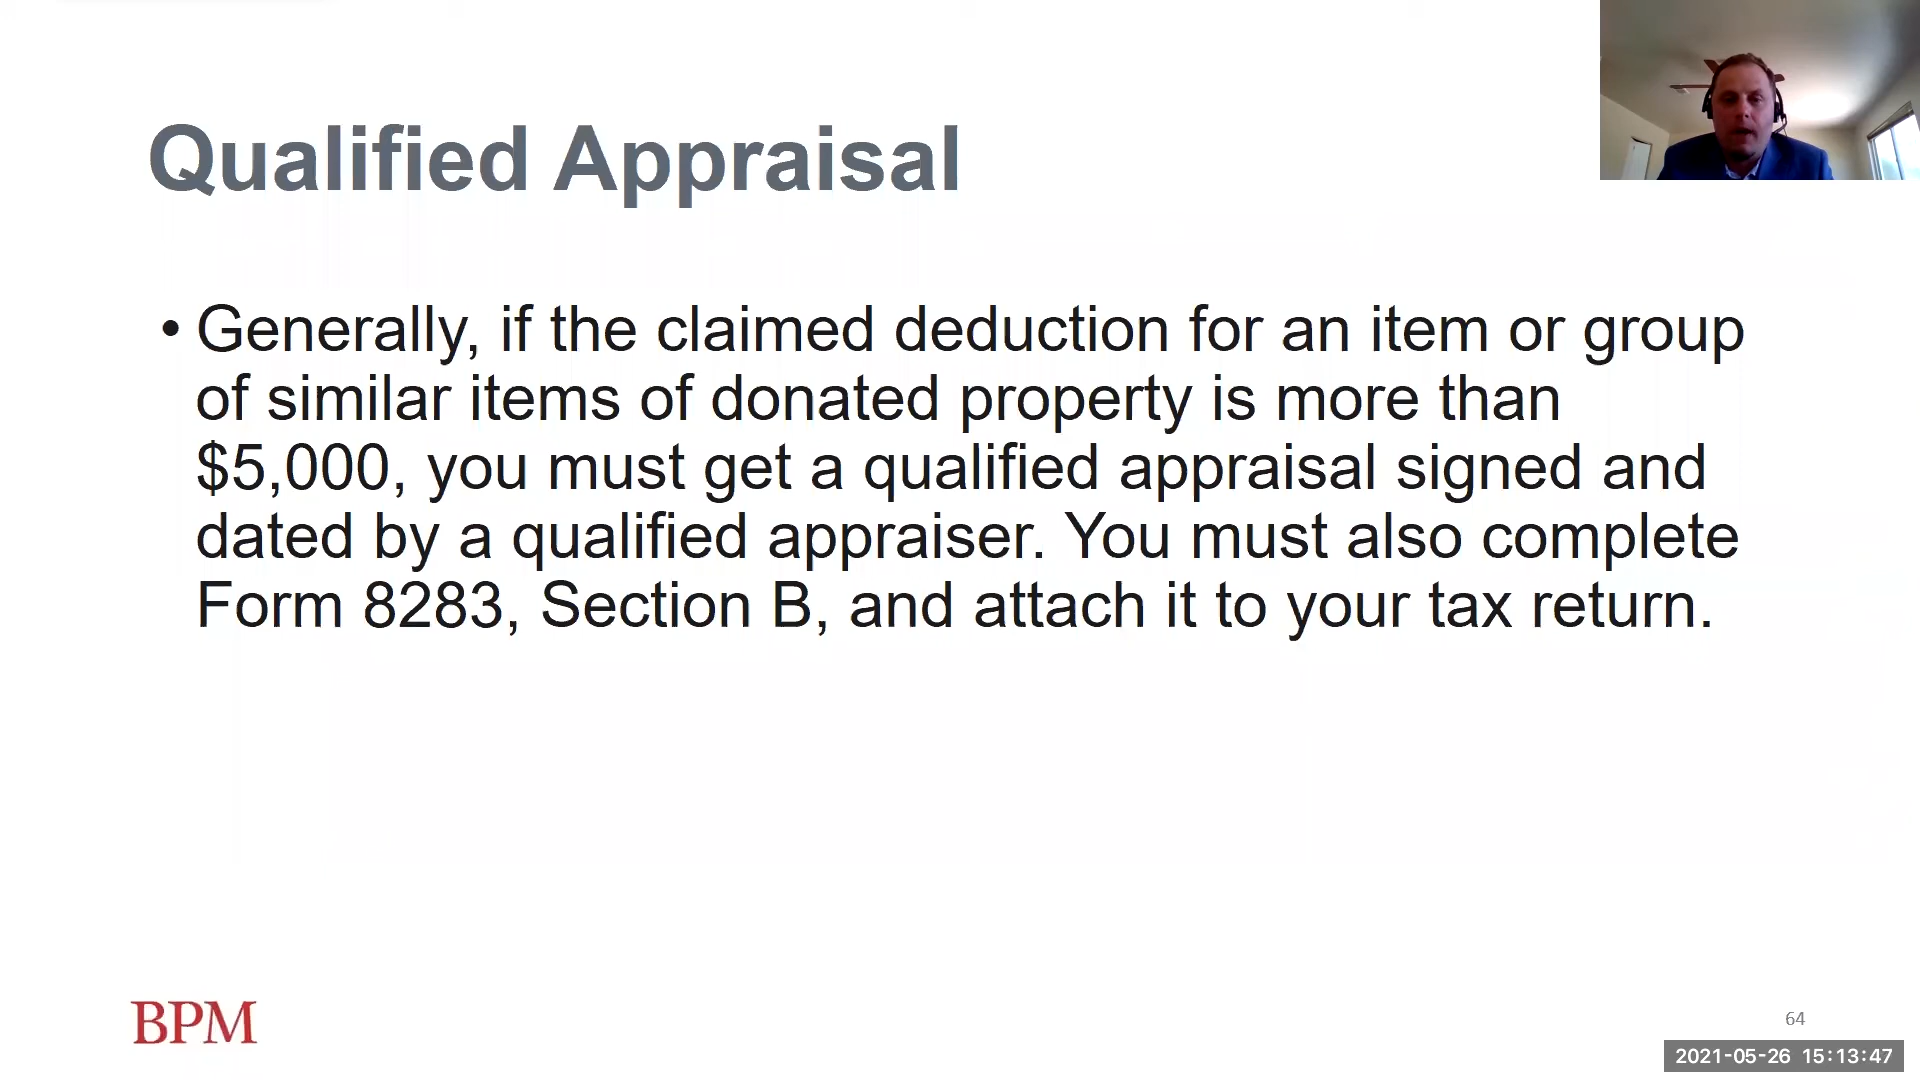 Qualified Appraisal
• Generally, if the claimed deduction for an item or group
of similar items of donated property is more than
$5,000, you must get a qualified appraisal signed and
dated by a qualified appraiser. You must also complete
Form 8283, Section B, and attach it to your tax return.
BPM
64
2021-05-26 15:13:47